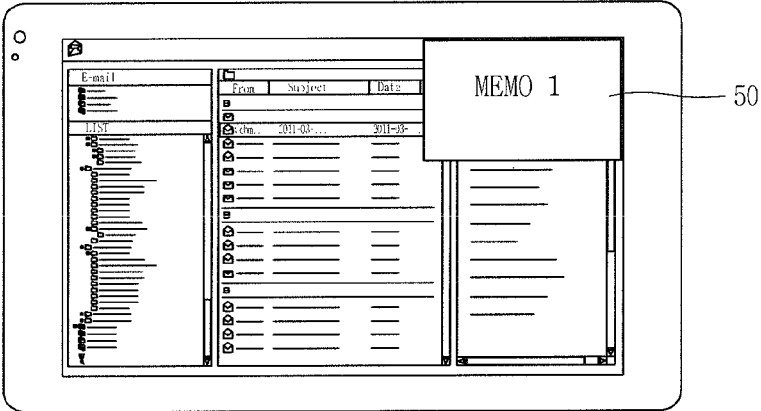 E-mail
From Subject Date
MEMO 1
50
LIST
2011-03-... 2011-03-